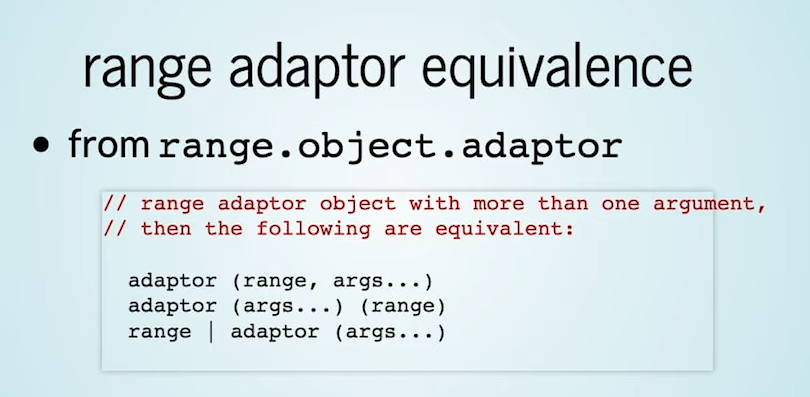 range adaptor equivalence
• from range.object.adaptor
// range adaptor object with more than one argument,
// then the following are equivalent:
adaptor (range, args...)
adaptor (args...) (range)
range | adaptor (args...)